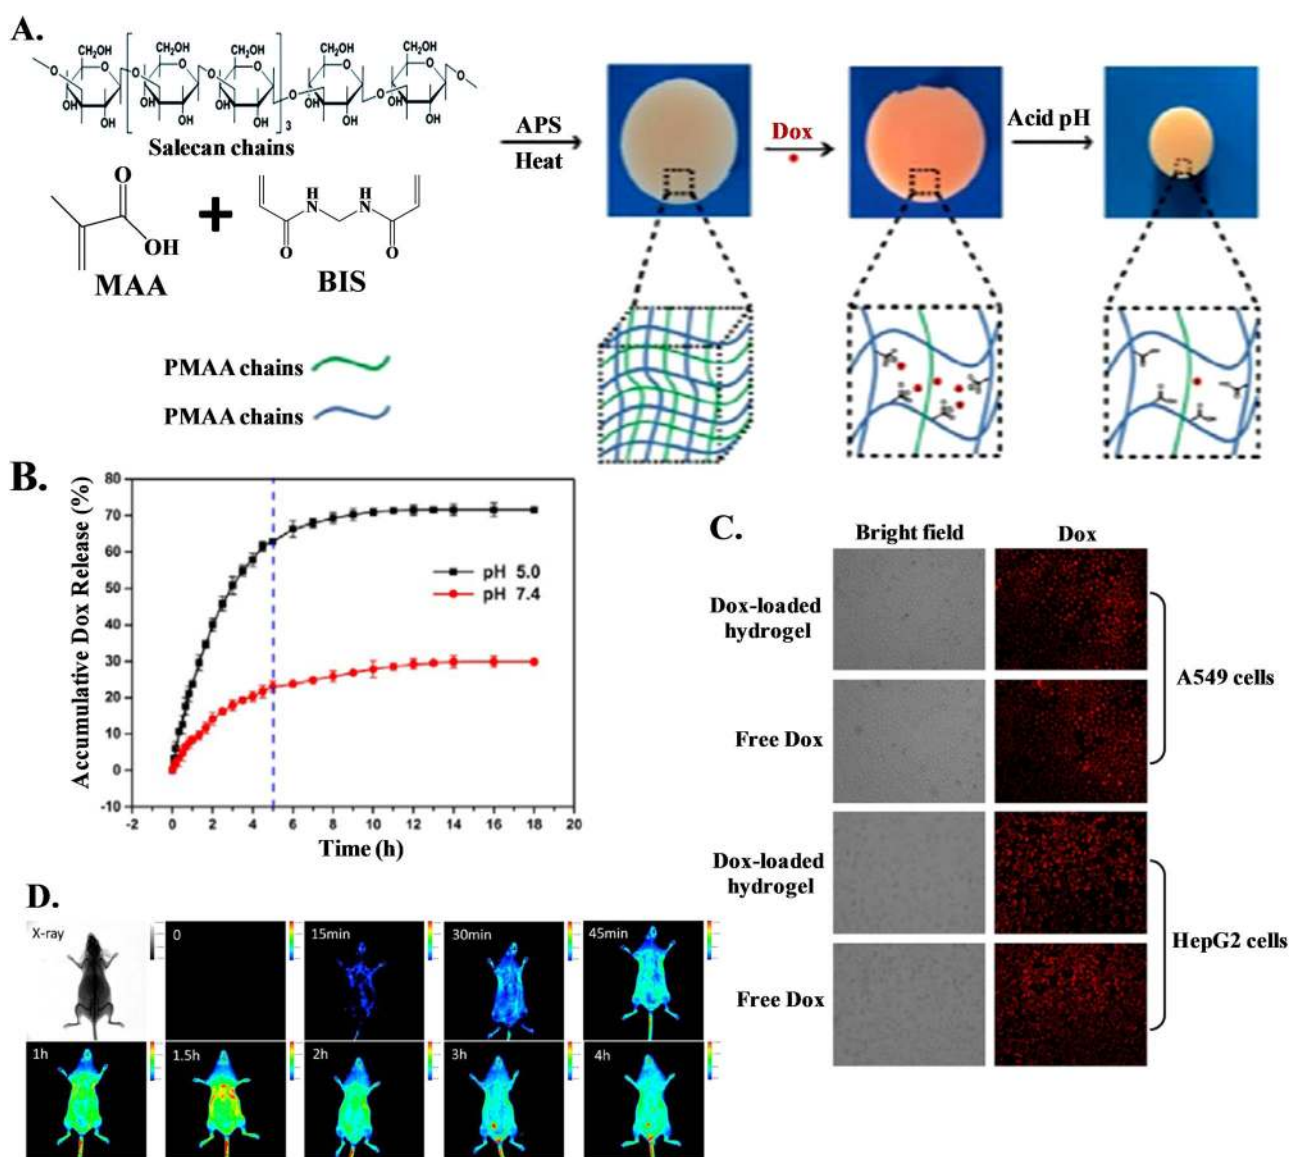 A.
CH₂OH
CH₂OH
CH₂OH
CH₂OH
CH₂OH
O
O
O
O
O
O
O
O
O
O
O
OH
OH
OH
OH
OH
OH
OH
OH
OH
OH
3
Salecan chains
O
OH
MAA
H
N
H
N
O
O
BIS
APS
Heat
Dox
Acid pH
PMAA chains
PMAA chains
B.
Accumulative Dox Release (%)
80
70
60
50
40
30
20
10
0
-10
pH 5.0
pH 7.4
-2
0
2
4
6
8
10
12
14
16
18
20
Time (h)
C.
Bright field
Dox
Dox-loaded
hydrogel
Free Dox
A549 cells
Dox-loaded
hydrogel
Free Dox
HepG2 cells
D.
X-ray
0
15min
30min
45min
1h
1.5h
2h
3h
4h